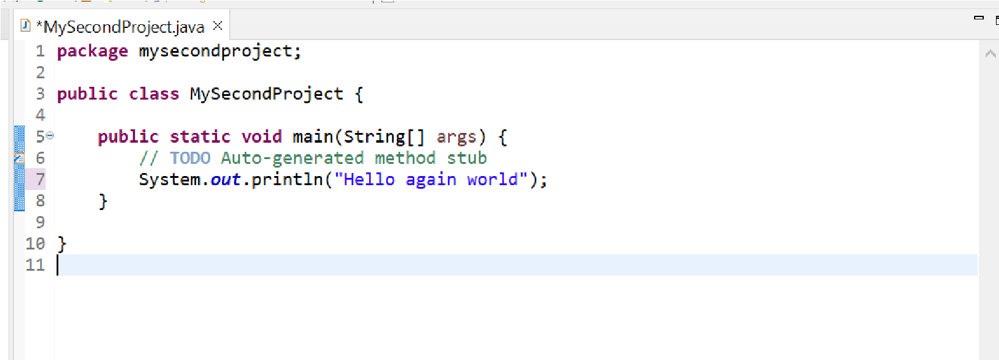 *MySecondProject.java
1 package mysecondproject;
2
3 public class MySecondProject {
4
5 public static void main(String[] args) {
6 // TODO Auto-generated method stub
7 System.out.println("Hello again world");
8 }
9
10 }
11